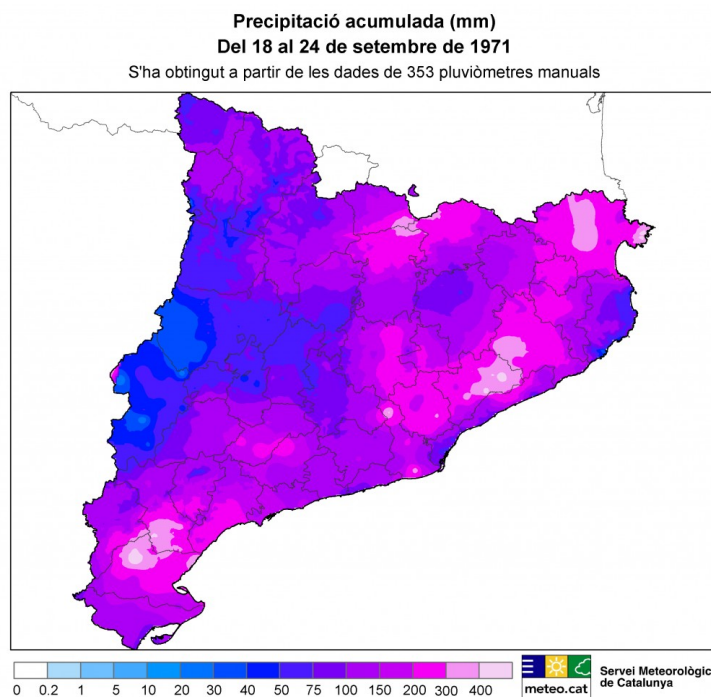 Precipitació acumulada (mm)
Del 18 al 24 de setembre de 1971
S'ha obtingut a partir de les dades de 353 pluviòmetres manuals
0 0.2 1 5 10 20 30 40 50 75 100 150 200 300 400
meteo.cat
Servei Meteorològic
de Catalunya